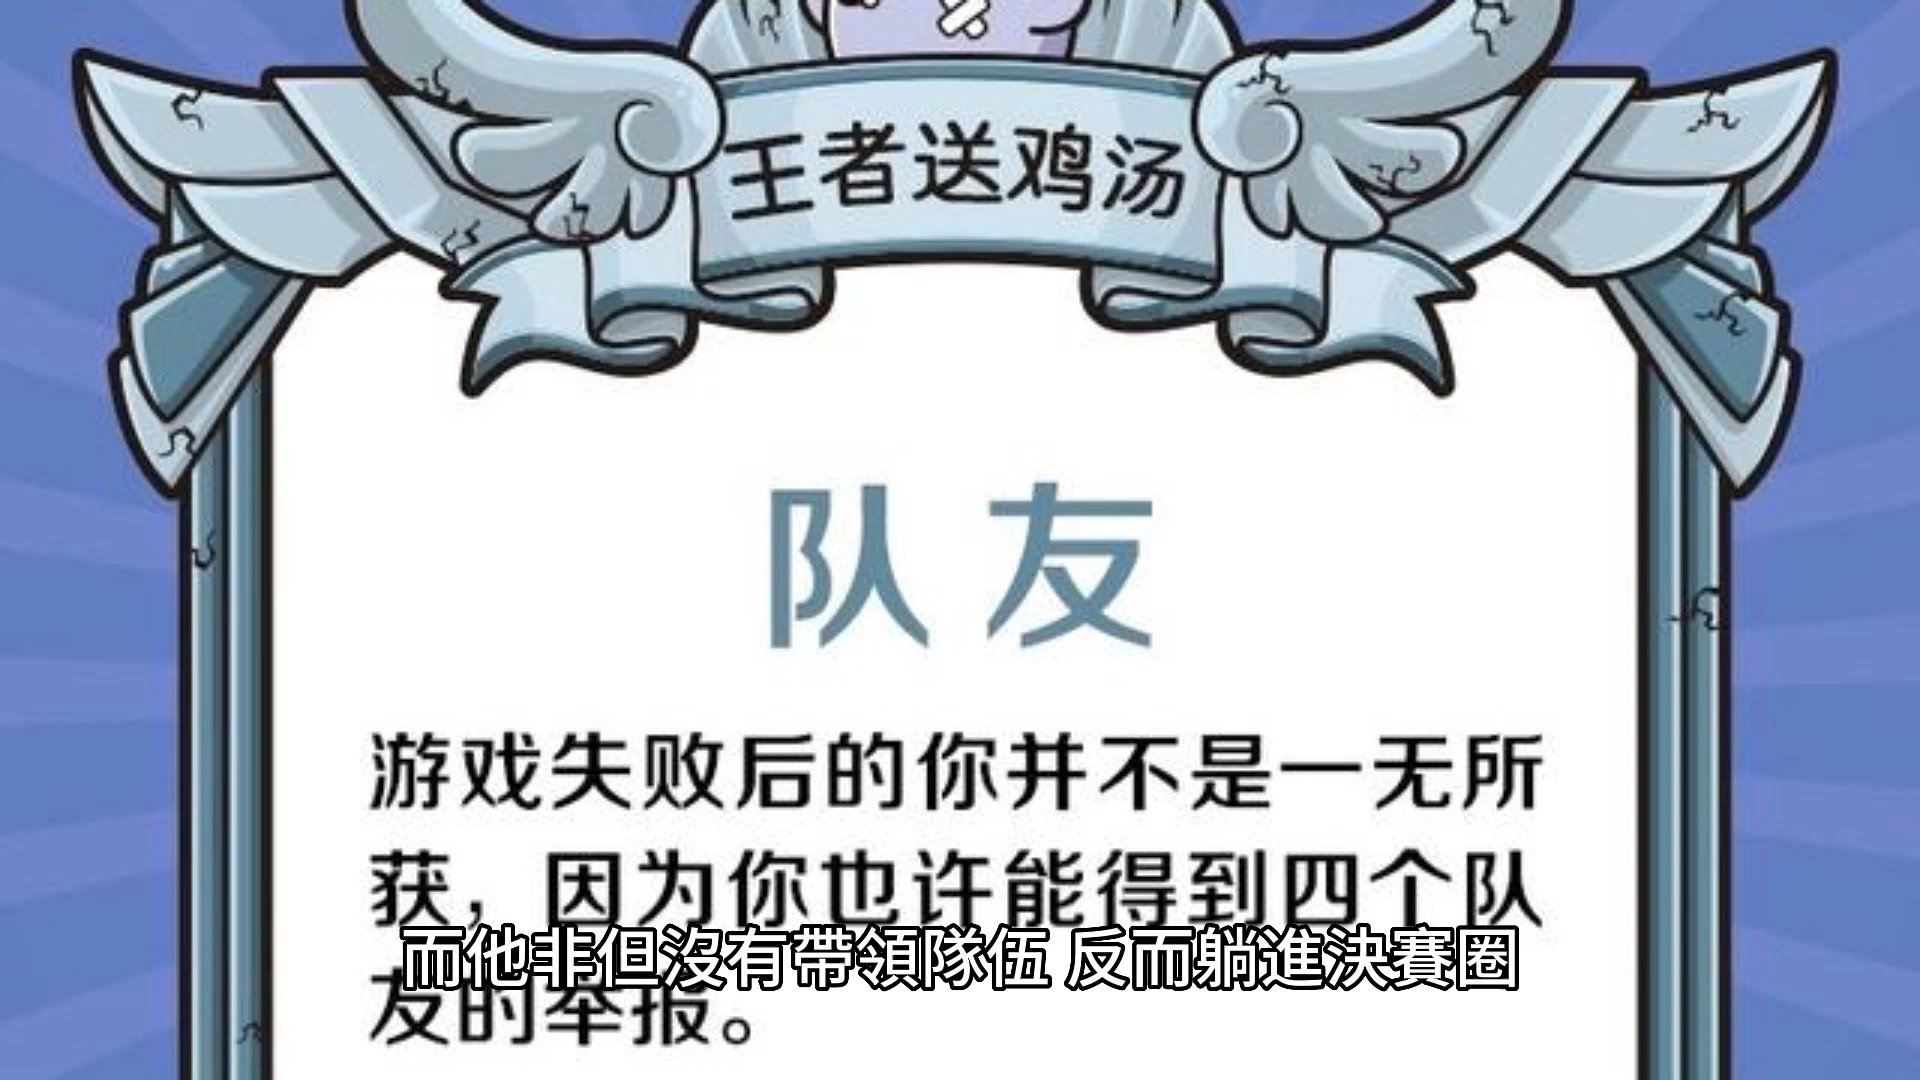 王者送鸡汤
队友
游戏失败后的你并不是一无所
获，因为你也许能得到四个队
友的举报。
而他非但沒有帶領隊伍 反而躺進決賽圈